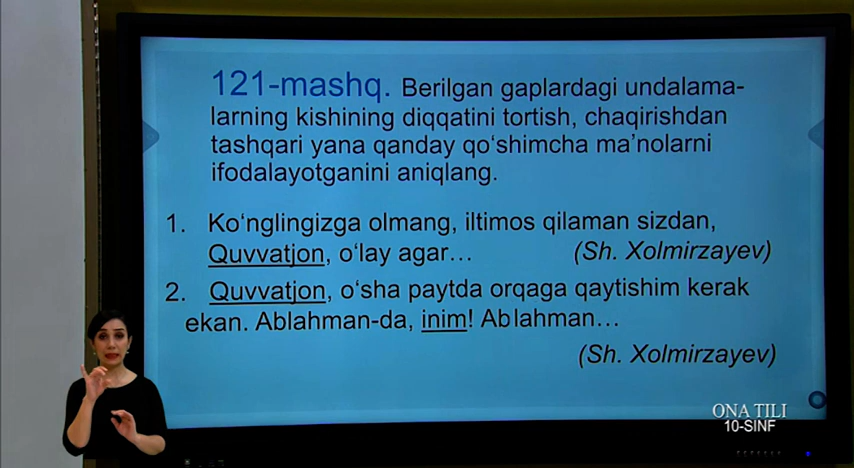 121-mashq. Berilgan gaplardagi undalama-
larning kishining diqqatini tortish, chaqirishdan
tashqari yana qanday qo‘shimcha ma’nolarni
ifodalayotganini aniqlang.
1. Ko‘nglingizga olmang, iltimos qilaman sizdan,
Quvvatjon, o‘lay agar... (Sh. Xolmirzayev)
2. Quvvatjon, o‘sha paytda orqaga qaytishim kerak
ekan. Ablahman-da, inim! Ablahman...
(Sh. Xolmirzayev)
ONA TILI
10-SINF